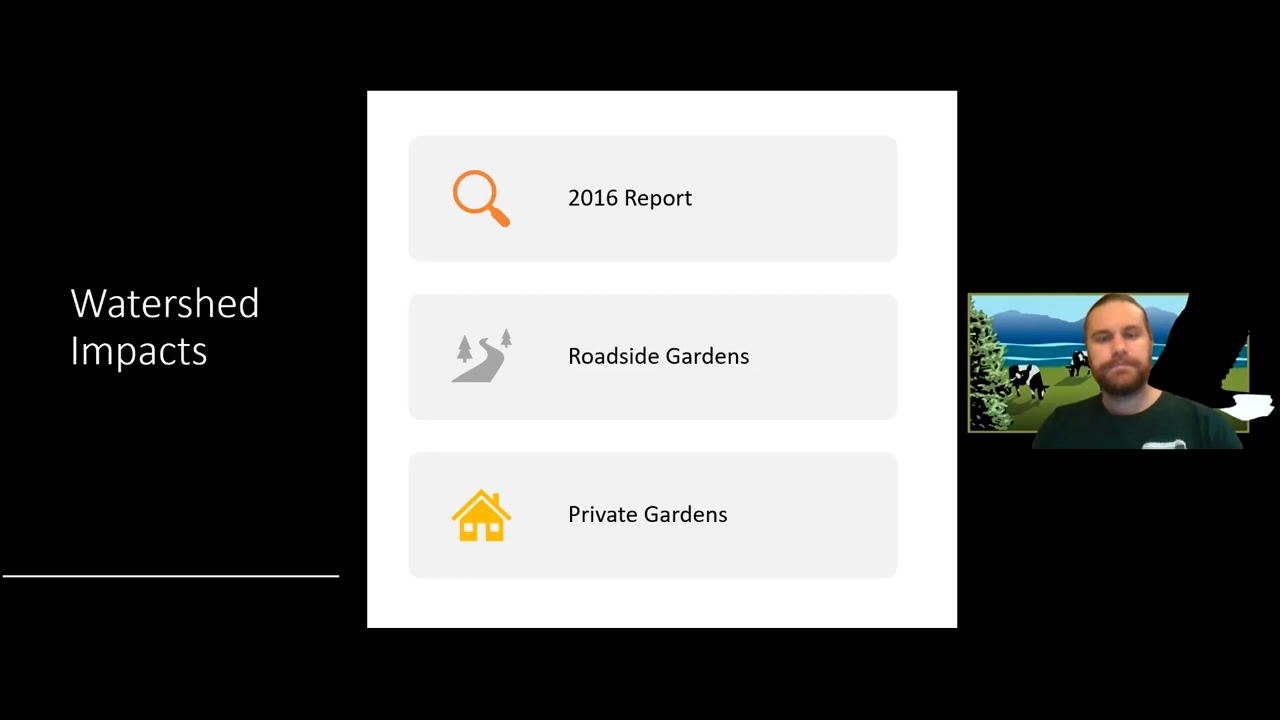 Watershed
Impacts
2016 Report
Roadside Gardens
Private Gardens